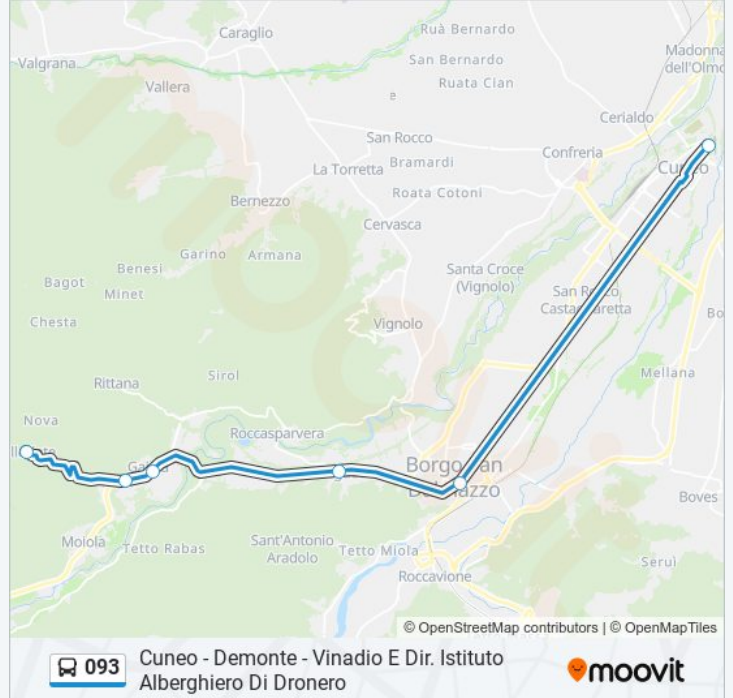 Ruà Bernardo
Caraglio
Madonna
dell'Olmo
Valgrana
San Bernardo
Vallera
Ruata Cian
e
Cerialdo
San Rocco
Confreria
La Torretta
Bramardi
Cuneo
Roata Cotoni
Bernezzo
Cervasca
Garino
Armana
Benesi
Santa Croce
(Vignolo)
Bagot
Minet
San Rocco
Castagnaretta
Bo
Chesta
Vignolo
Sirol
Mellana
Rittana
Nova
Roccasparvera
Borgo San
Dalmazzo
Boves
Moiola
Tetto Rabas
Sant'Antonio
Aradolo
Tetto Miola
Seruì
Roccavione
© OpenStreetMap contributors | © OpenMapTiles
093
Cuneo - Demonte - Vinadio E Dir. Istituto
Alberghiero Di Dronero
moovit